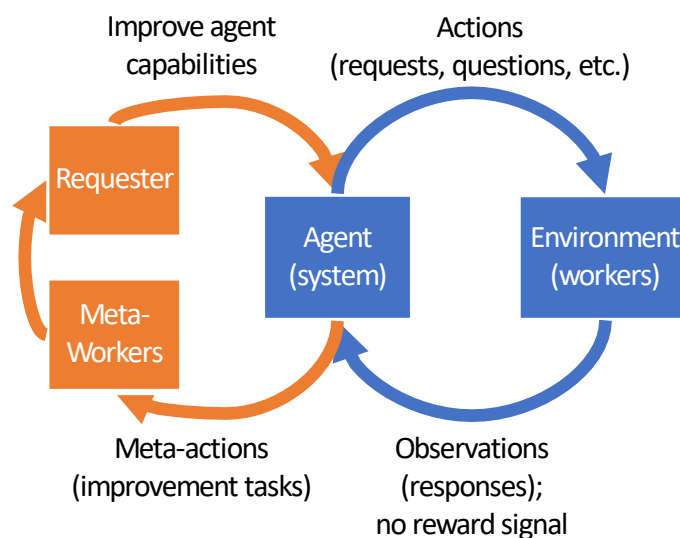 Improve agent
capabilities
Actions
(requests, questions, etc.)
Requester
Agent
(system)
Environment
(workers)
Meta-
Workers
Meta-actions
(improvement tasks)
Observations
(responses);
no reward signal